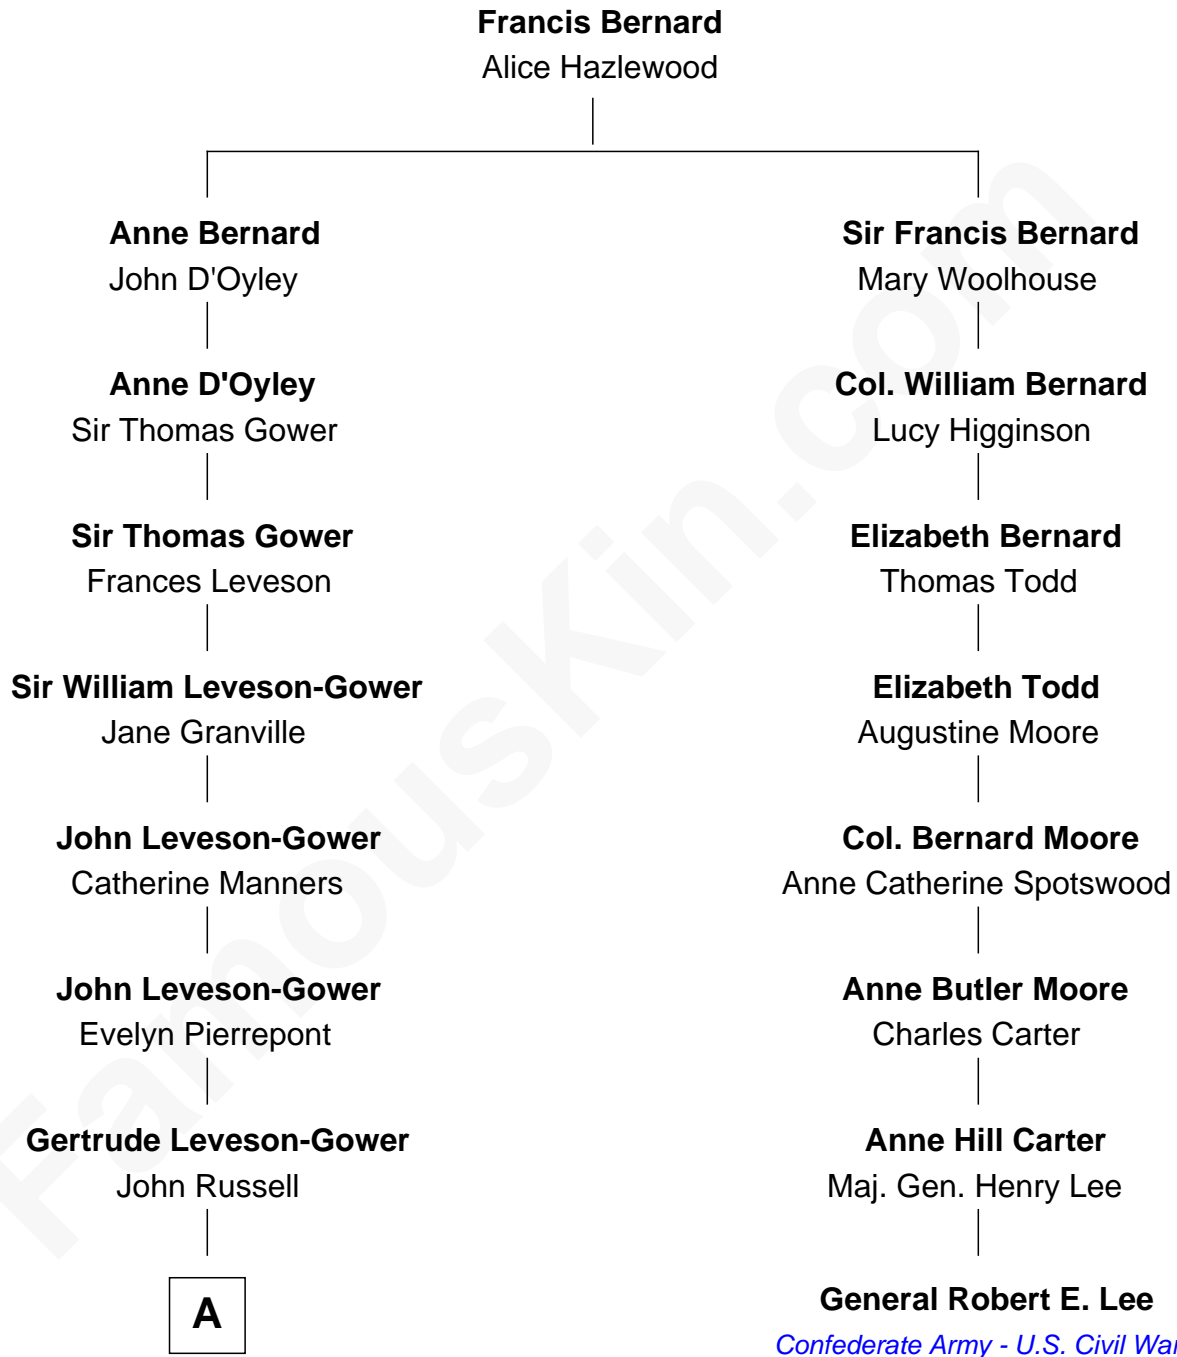 Francis Bernard
Alice Hazlewood
Anne Bernard
John D'Oyley
Sir Francis Bernard
Mary Woolhouse
Anne D'Oyley
Sir Thomas Gower
Col. William Bernard
Lucy Higginson
Sir Thomas Gower
Frances Leveson
Elizabeth Bernard
Thomas Todd
Sir William Leveson-Gower
Jane Granville
Elizabeth Todd
Augustine Moore
John Leveson-Gower
Catherine Manners
Col. Bernard Moore
Anne Catherine Spotswood
John Leveson-Gower
Evelyn Pierrepont
Anne Butler Moore
Charles Carter
Gertrude Leveson-Gower
John Russell
Anne Hill Carter
Maj. Gen. Henry Lee
A
General Robert E. Lee
Confederate Army - U.S. Civil War
FamousKin.com